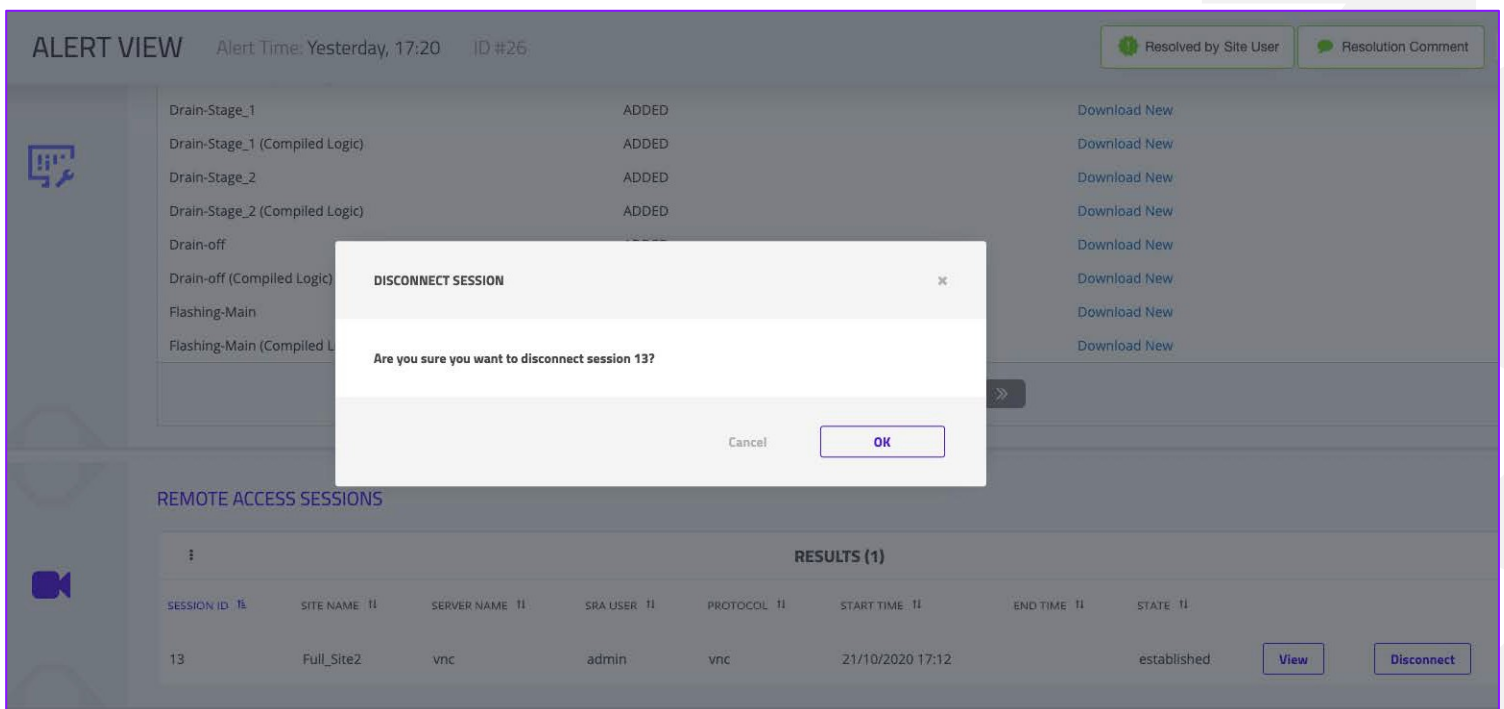 ALERT VIEW Alert Time: Yesterday, 17:20 ID #26 Resolved by Site User Resolution Comment
Drain-Stage_1 ADDED Download New
Drain-Stage_1 (Compiled Logic) ADDED Download New
Drain-Stage_2 ADDED Download New
Drain-Stage_2 (Compiled Logic) ADDED Download New
Drain-off Download New
Drain-off (Compiled Logic) Download New
Flashing-Main Download New
Flashing-Main (Compiled L Download New
DISCONNECT SESSION
Are you sure you want to disconnect session 13?
Cancel OK
REMOTE ACCESS SESSIONS
RESULTS (1)
SESSION ID SITE NAME SERVER NAME SRA USER PROTOCOL START TIME END TIME STATE
13 Full_Site2 vnc admin vnc 21/10/2020 17:12 established View Disconnect